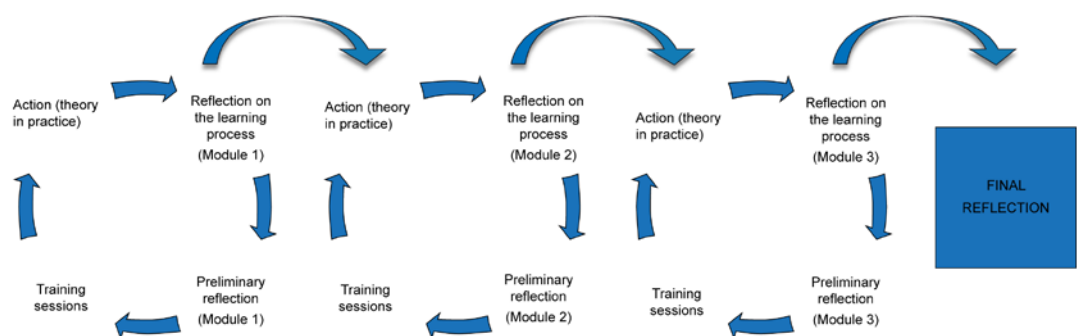 Action (theory
in practice)
Reflection on
the learning
process
(Module 1)
Action (theory
in practice)
Reflection on
the learning
process
(Module 2)
Action (theory
in practice)
Reflection on
the learning
process
(Module 3)
FINAL
REFLECTION
Training
sessions
Preliminary
reflection
(Module 1)
Training
sessions
Preliminary
reflection
(Module 2)
Training
sessions
Preliminary
reflection
(Module 3)